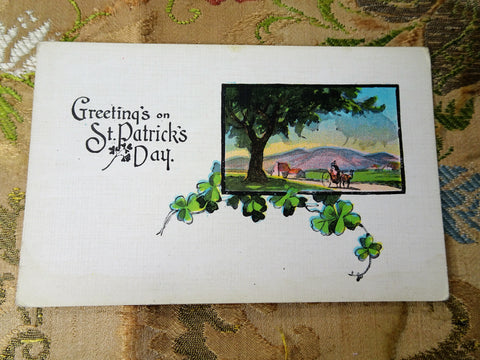 Greeting's on
St. Patrick's
Day.